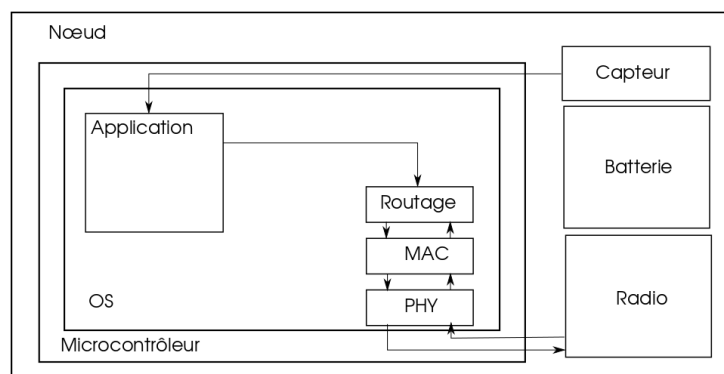 Nœud
Capteur
Application
Batterie
Routage
MAC
OS
PHY
Radio
Microcontrôleur